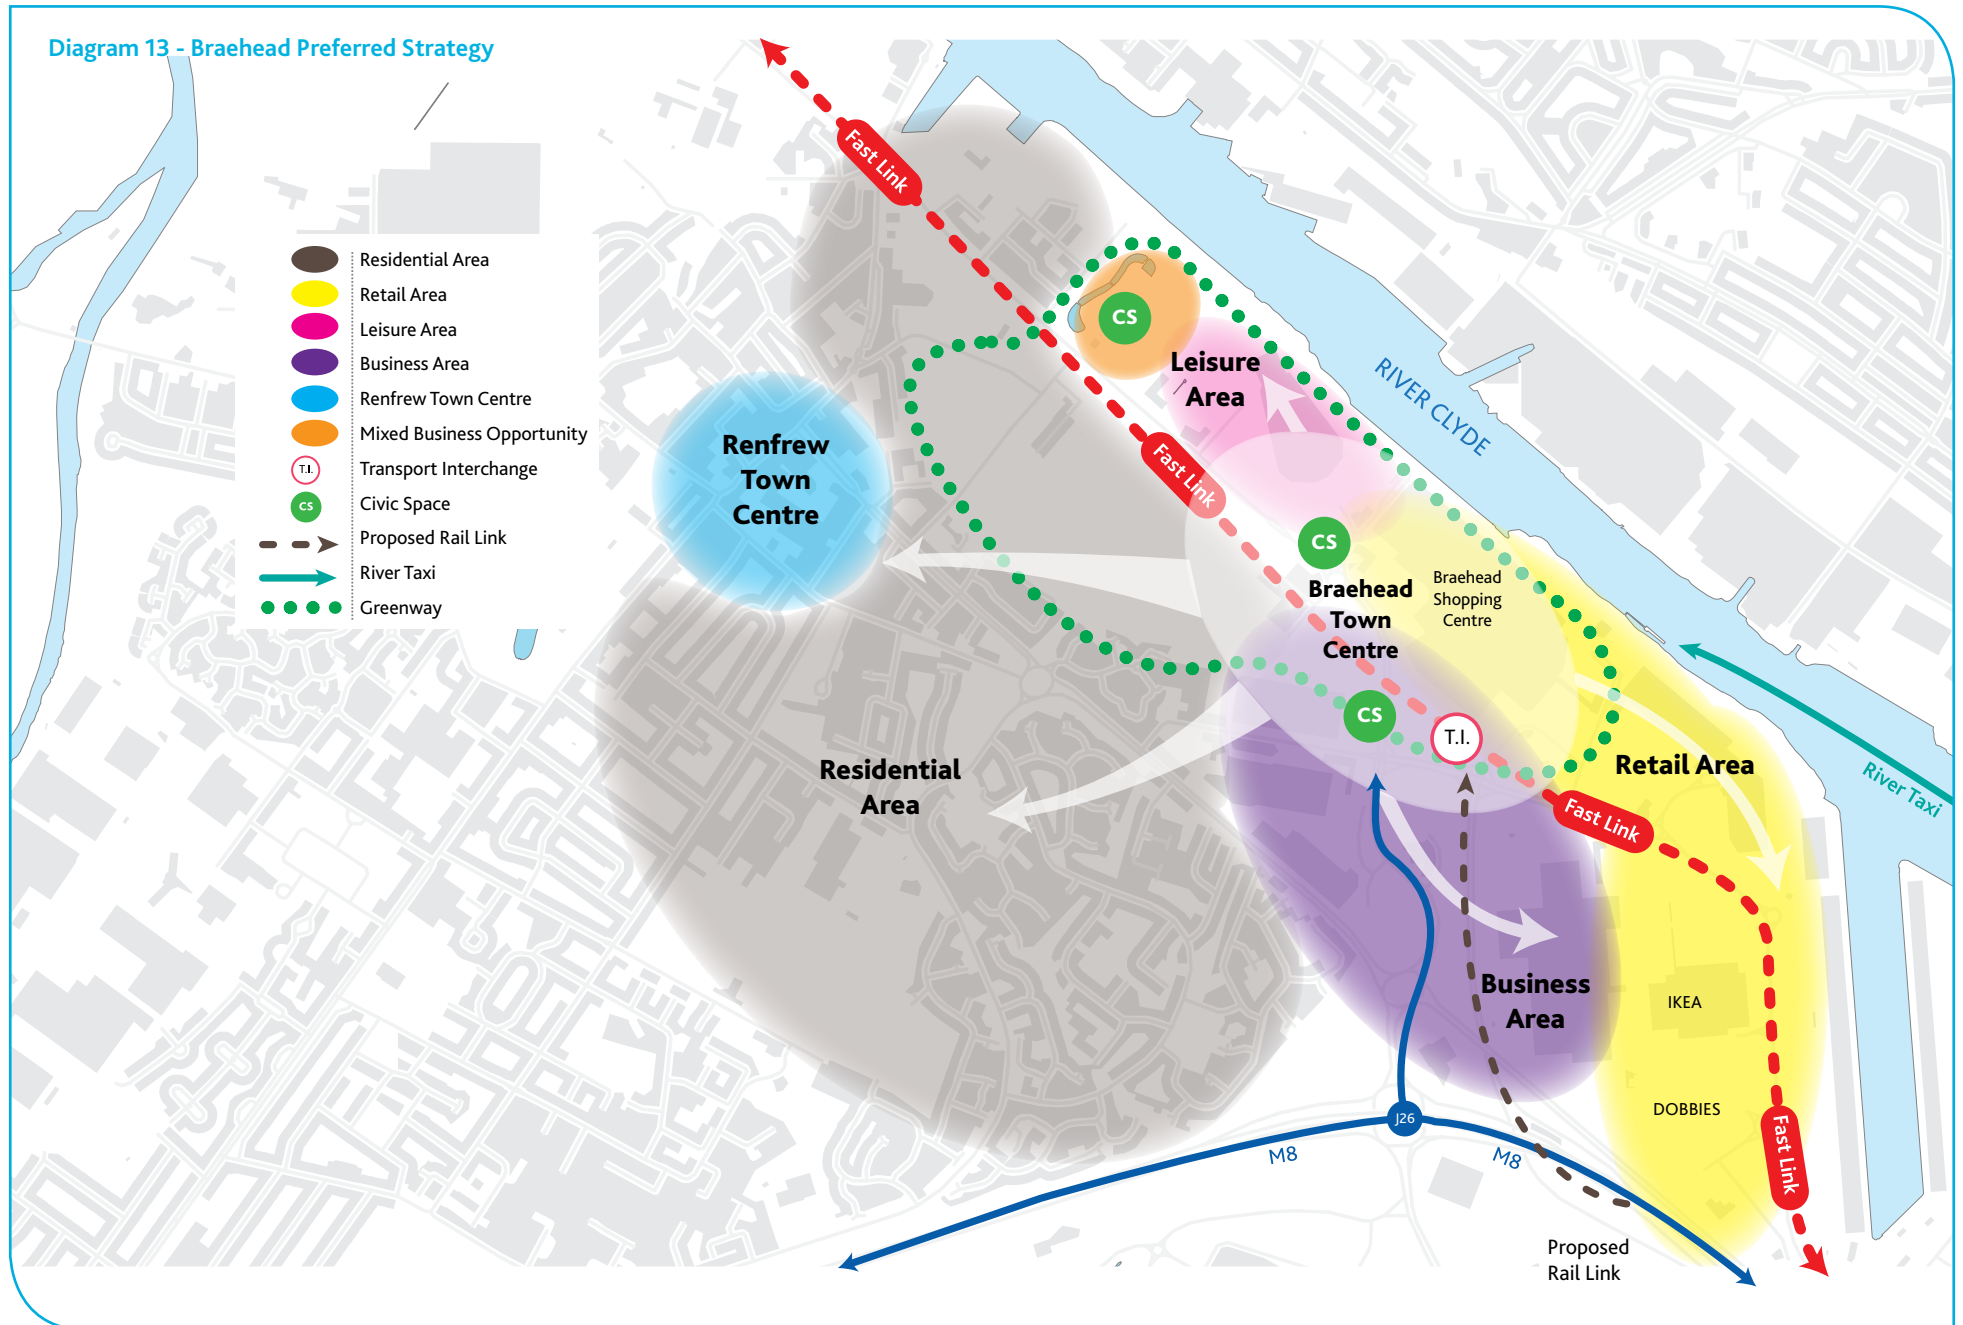 Diagram 13 - Braehead Preferred Strategy
Residential Area
Retail Area
Leisure Area
Business Area
Renfrew Town Centre
Mixed Business Opportunity
T.I.
Transport Interchange
CS
Civic Space
Proposed Rail Link
River Taxi
Greenway
Fast Link
CS
Leisure
Area
RIVER CLYDE
Renfrew
Town
Centre
Fast Link
CS
Braehead
Town
Centre
Braehead
Shopping
Centre
CS
T.I.
Residential
Area
Retail Area
River Taxi
Fast Link
Business
Area
IKEA
DOBBIES
J26
M8
M8
Fast Link
Proposed
Rail Link